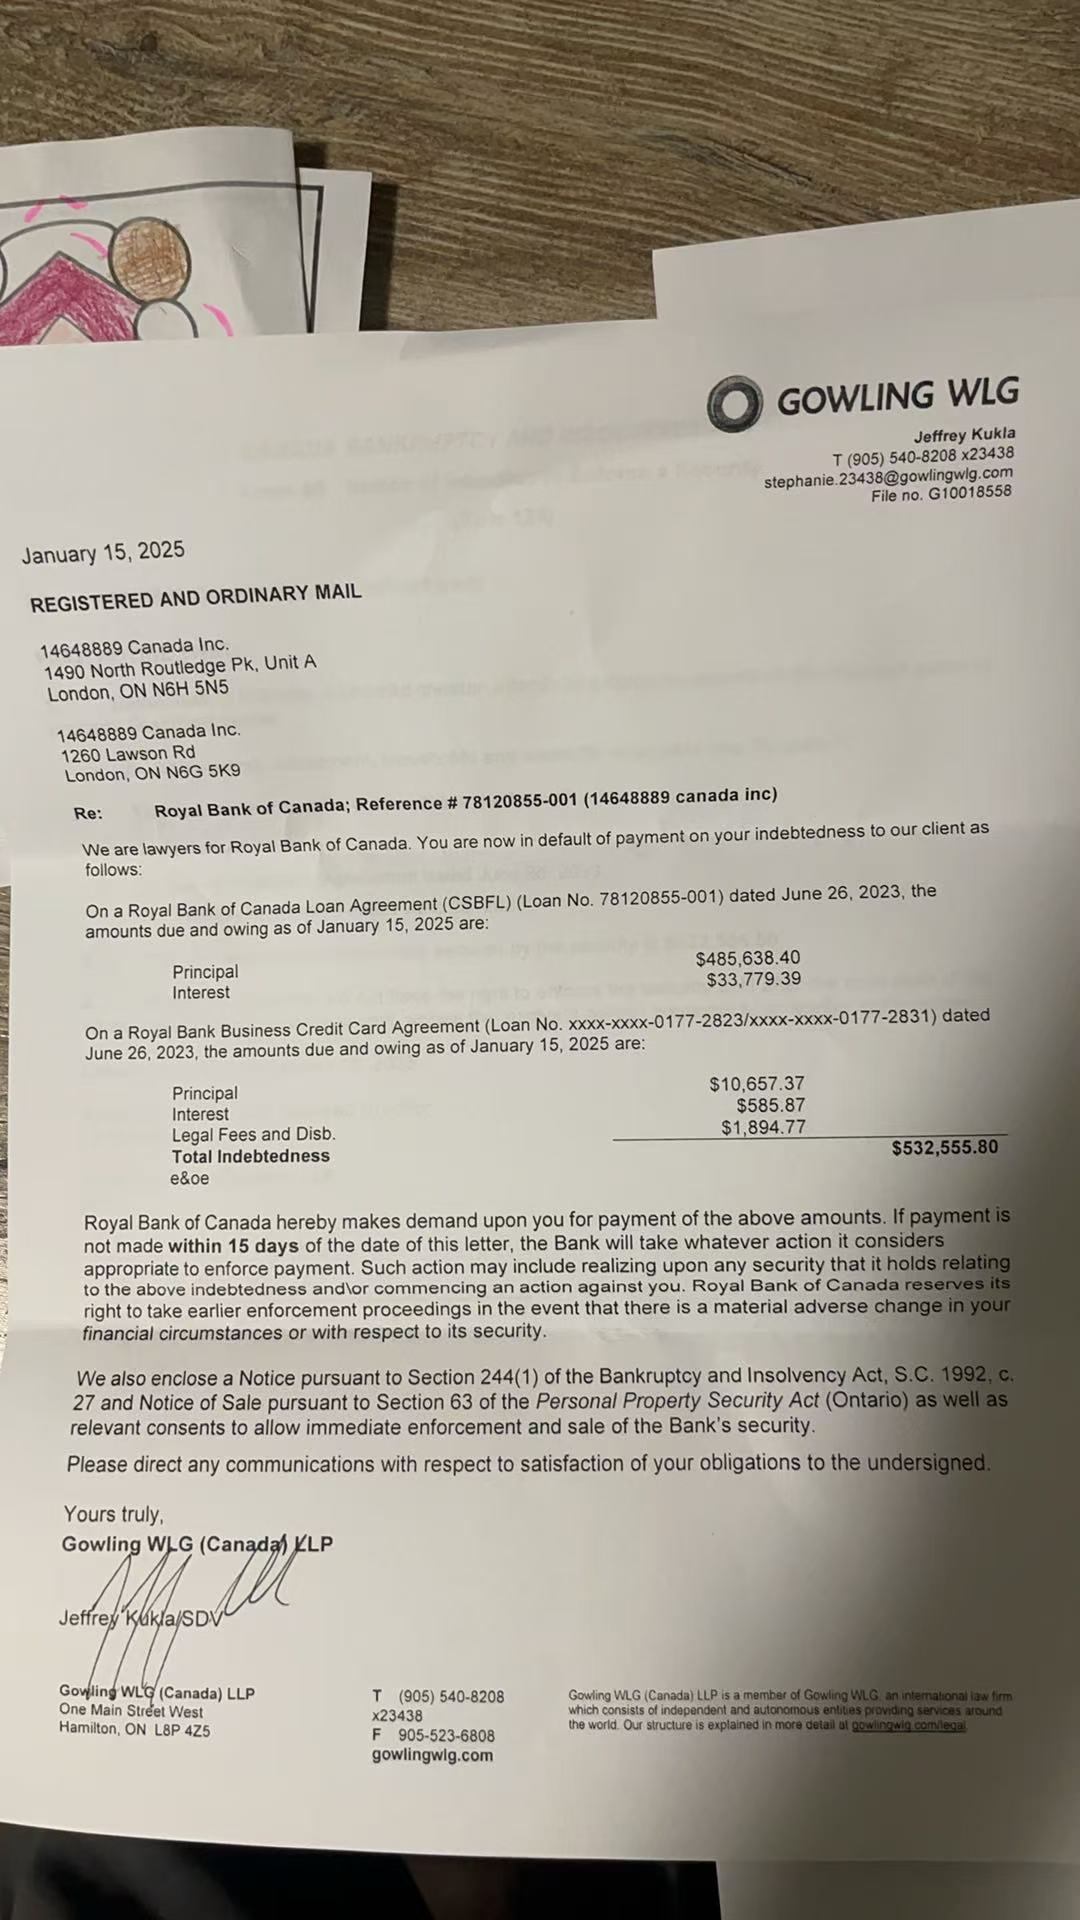 GOWLING WLG
Jeffrey Kukla
T (905) 540-8208 x23438
stephanie.23438@gowlingwlg.com
File no. G10018558
January 15, 2025
REGISTERED AND ORDINARY MAIL
14648889 Canada Inc.
1490 North Routledge Pk, Unit A
London, ON N6H 5N5
14648889 Canada Inc.
1260 Lawson Rd
London, ON N6G 5K9
Re: Royal Bank of Canada; Reference # 78120855-001 (14648889 canada inc)
We are lawyers for Royal Bank of Canada. You are now in default of payment on your indebtedness to our client as
follows:
On a Royal Bank of Canada Loan Agreement (CSBFL) (Loan No. 78120855-001) dated June 26, 2023, the
amounts due and owing as of January 15, 2025 are:
Principal $485,638.40
Interest $33,779.39
On a Royal Bank Business Credit Card Agreement (Loan No. xxxx-xxxx-0177-2823/xxxx-xxxx-0177-2831) dated
June 26, 2023, the amounts due and owing as of January 15, 2025 are:
Principal $10,657.37
Interest $585.87
Legal Fees and Disb. $1,894.77
Total Indebtedness $532,555.80
e&oe
Royal Bank of Canada hereby makes demand upon you for payment of the above amounts. If payment is
not made within 15 days of the date of this letter, the Bank will take whatever action it considers
appropriate to enforce payment. Such action may include realizing upon any security that it holds relating
to the above indebtedness and\or commencing an action against you. Royal Bank of Canada reserves its
right to take earlier enforcement proceedings in the event that there is a material adverse change in your
financial circumstances or with respect to its security.
We also enclose a Notice pursuant to Section 244(1) of the Bankruptcy and Insolvency Act, S.C. 1992, c.
27 and Notice of Sale pursuant to Section 63 of the Personal Property Security Act (Ontario) as well as
relevant consents to allow immediate enforcement and sale of the Bank's security.
Please direct any communications with respect to satisfaction of your obligations to the undersigned.
Yours truly,
Gowling WLG (Canada) LLP
Jeffrey Kukla/SDV
Gowling WLG (Canada) LLP
One Main Street West
Hamilton, ON L8P 4Z5
T (905) 540-8208
x23438
F 905-523-6808
gowlingwlg.com
Gowling WLG (Canada) LLP is a member of Gowling WLG, an international law firm
which consists of independent and autonomous entities providing services around
the world. Our structure is explained in more detail at gowlingwlg.com/legal.